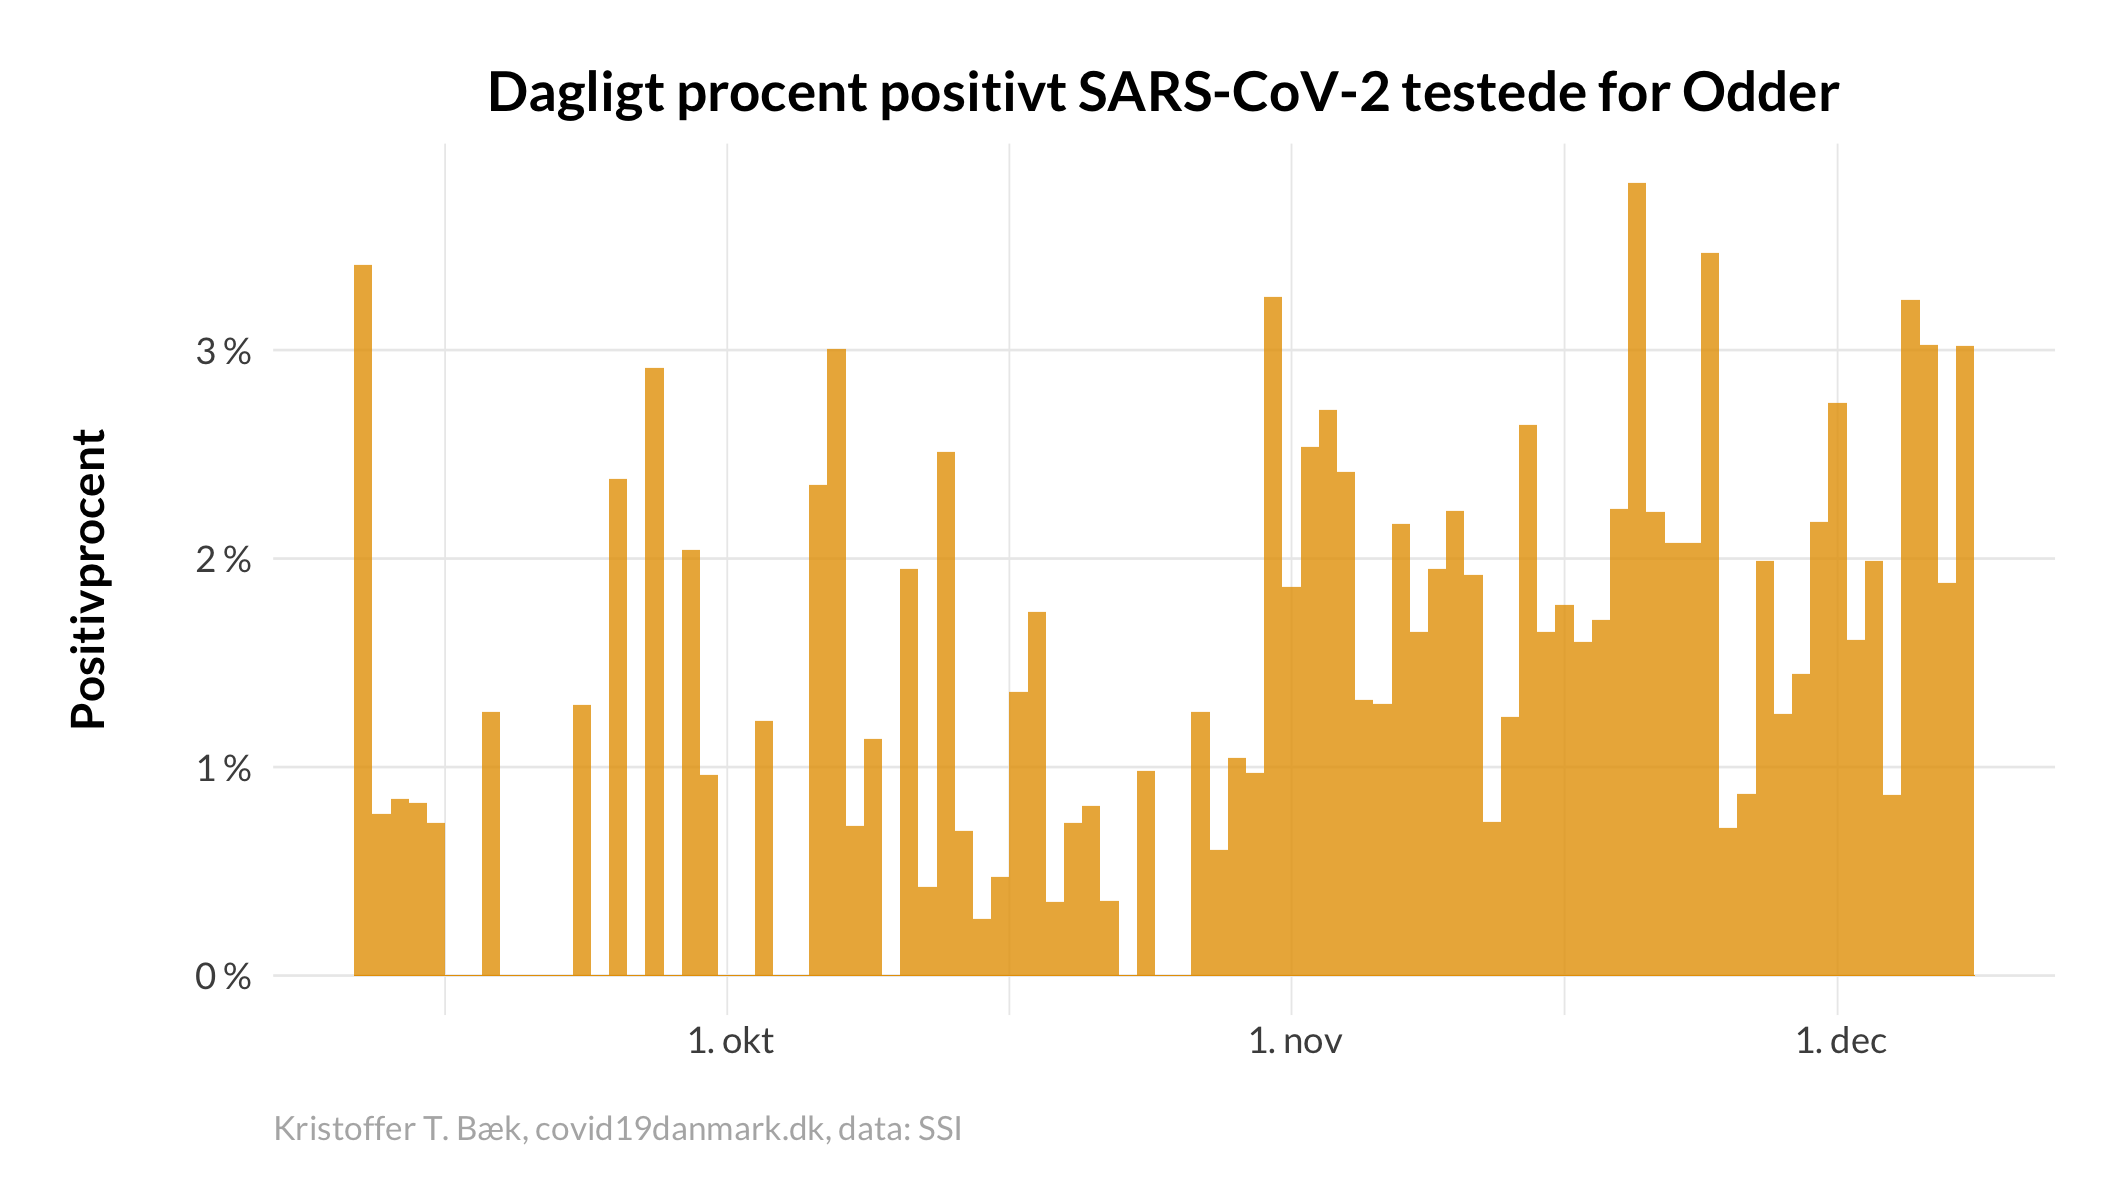 Dagligt procent positivt SARS-CoV-2 testede for Odder
Positivprocent
3 %
2 %
1 %
0 %
1. okt
1. nov
1. dec
Kristoffer T. Bæk, covid19danmark.dk, data: SSI